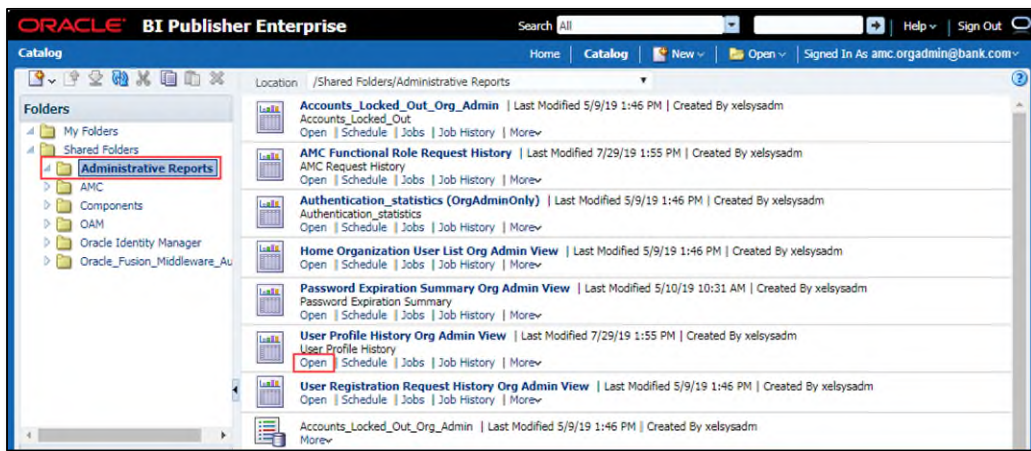 ORACLE BI Publisher Enterprise Search All Help Sign Out
Catalog Home Catalog New Open Signed In As amc.orgadmin@bank.com
Location /Shared Folders/Administrative Reports
Folders
My Folders
Shared Folders
Administrative Reports
AMC
Components
OAM
Oracle Identity Manager
Oracle_Fusion_Middleware_Au
Accounts_Locked_Out_Org_Admin | Last Modified 5/9/19 1:46 PM | Created By xelsysadm
Accounts_Locked_Out
Open | Schedule | Jobs | Job History | More
AMC Functional Role Request History | Last Modified 7/29/19 1:55 PM | Created By xelsysadm
AMC Request History
Open | Schedule | Jobs | Job History | More
Authentication_statistics (OrgAdminOnly) | Last Modified 5/9/19 1:46 PM | Created By xelsysadm
Authentication_statistics
Open | Schedule | Jobs | Job History | More
Home Organization User List Org Admin View | Last Modified 5/9/19 1:46 PM | Created By xelsysadm
Open | Schedule | Jobs | Job History | More
Password Expiration Summary Org Admin View | Last Modified 5/10/19 10:31 AM | Created By xelsysadm
Password Expiration Summary
Open | Schedule | Jobs | Job History | More
User Profile History Org Admin View | Last Modified 7/29/19 1:55 PM | Created By xelsysadm
User Profile History
Open | Schedule | Jobs | Job History | More
User Registration Request History Org Admin View | Last Modified 5/9/19 1:46 PM | Created By xelsysadm
Open | Schedule | Jobs | Job History | More
Accounts_Locked_Out_Org_Admin | Last Modified 5/9/19 1:46 PM | Created By xelsysadm
More